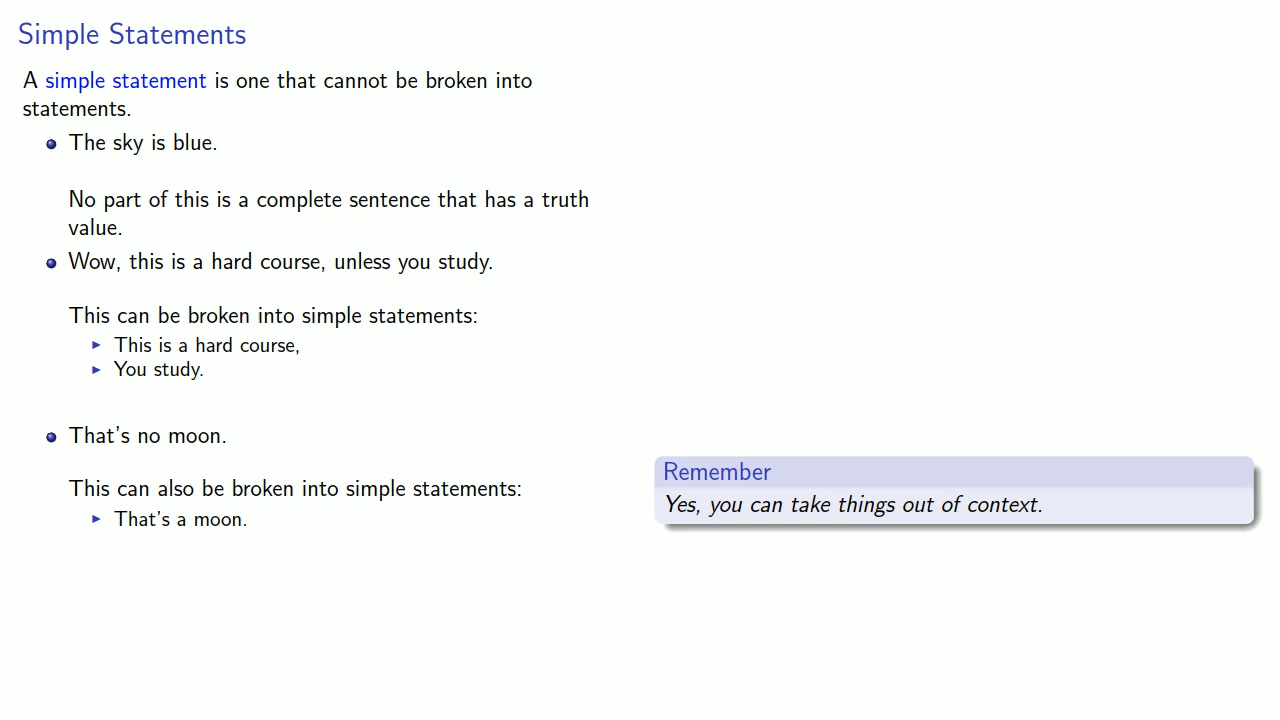 Simple Statements
A simple statement is one that cannot be broken into
statements.
The sky is blue.
No part of this is a complete sentence that has a truth
value.
Wow, this is a hard course, unless you study.
This can be broken into simple statements:
This is a hard course,
You study.
That's no moon.
This can also be broken into simple statements:
That's a moon.
Remember
Yes, you can take things out of context.